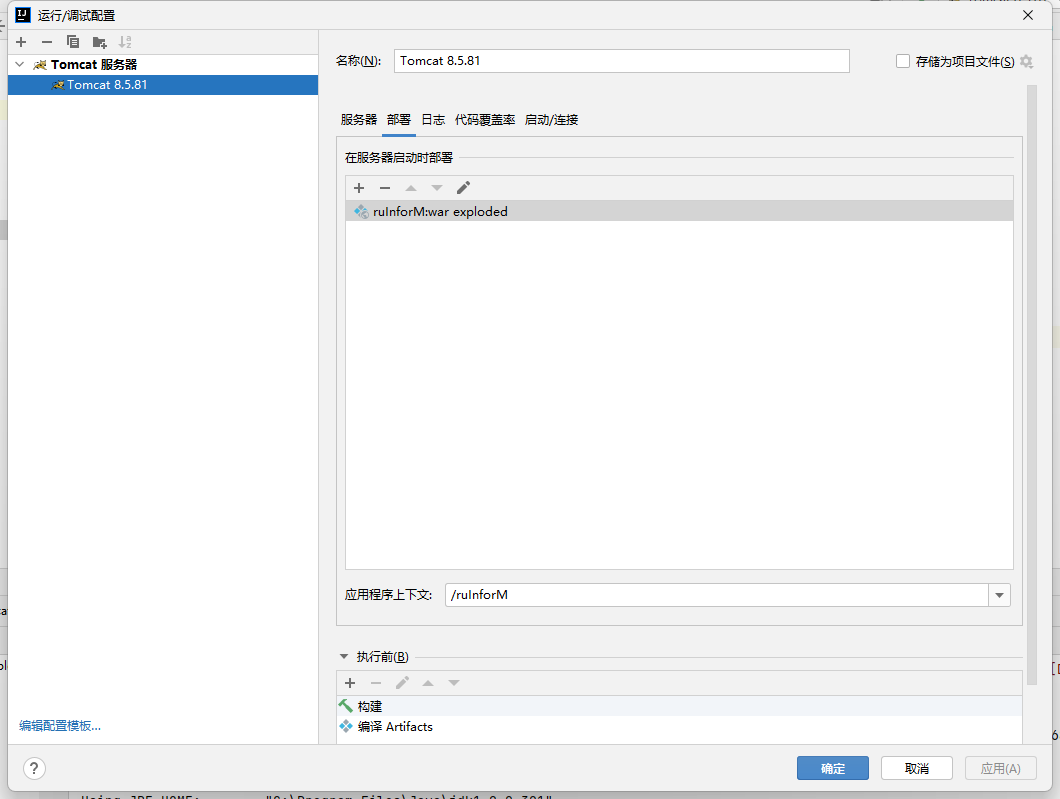 运行/调试配置
Tomcat 服务器
Tomcat 8.5.81
编辑配置模板...
名称(N):
Tomcat 8.5.81
存储为项目文件(S)
服务器 部署 日志 代码覆盖率 启动/连接
在服务器启动时部署
ruInforM:war exploded
应用程序上下文:
/ruInforM
执行前(B)
构建
编译 Artifacts
?
确定
取消
应用(A)